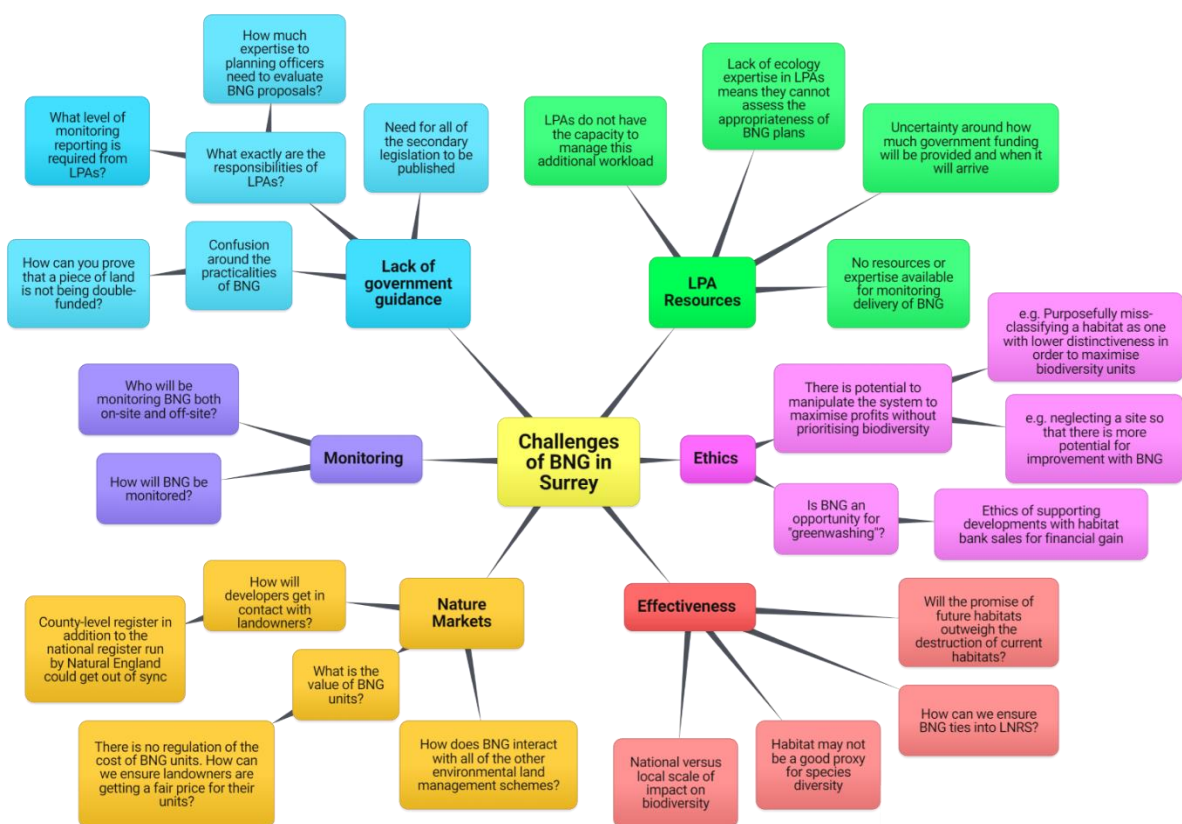 How much
expertise to
planning officers
need to evaluate
BNG proposals?
What level of
monitoring
reporting is
required from
LPAs?
What exactly are the
responsibilities of
LPAs?
Need for all of
the secondary
legislation to be
published
How can you prove
that a piece of land
is not being double-
funded?
Confusion
around the
practicalities
of BNG
Lack of
government
guidance
LPAs do not have
the capacity to
manage this
additional workload
Lack of ecology
expertise in LPAs
means they cannot
assess the
appropriateness of
BNG plans
Uncertainty around how
much government funding
will be provided and when it
will arrive
LPA
Resources
No resources or
expertise available
for monitoring
delivery of BNG
Who will be
monitoring BNG both
on-site and off-site?
Monitoring
How will BNG be
monitored?
Challenges
of BNG in
Surrey
Ethics
There is potential to
manipulate the system to
maximise profits without
prioritising biodiversity
e.g. Purposefully miss-
classifying a habitat as one
with lower distinctiveness in
order to maximise
biodiversity units
e.g. neglecting a site so
that there is more
potential for
improvement with BNG
Is BNG an
opportunity for
"greenwashing"?
Ethics of supporting
developments with habitat
bank sales for financial gain
How will
developers get in
contact with
landowners?
County-level register in
addition to the
national register run
by Natural England
could get out of sync
Nature
Markets
What is the
value of BNG
units?
There is no regulation of the
cost of BNG units. How can
we ensure landowners are
getting a fair price for their
units?
How does BNG interact
with all of the other
environmental land
management schemes?
Effectiveness
Will the promise of
future habitats
outweigh the
destruction of current
habitats?
How can we ensure
BNG ties into LNRS?
National versus
local scale of
impact on
biodiversity
Habitat may not
be a good proxy
for species
diversity